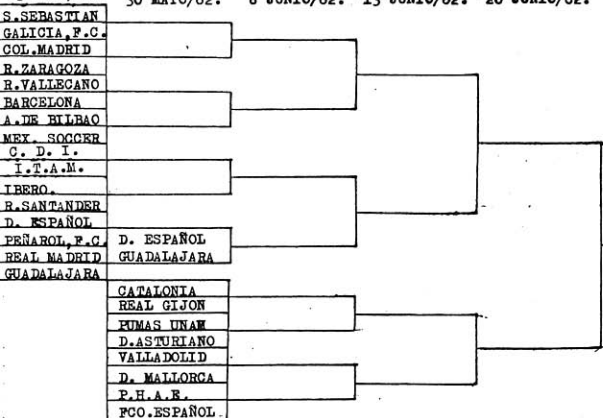 30 MAYO/82. 6 JUNIO/82. 13 JUNIO/82. 20 JUNIO/82.
S.SEBASTIAN
GALICIA,F.C.
COL.MADRID
R.ZARAGOZA
R.VALLECANO
BARCELONA
A.DE BILBAO
MEX. SOCCER
C. D. I.
I.T.A.M.
IBERO.
R.SANTANDER
D. ESPAÑOL
PEÑAROL,F.C. D. ESPAÑOL
REAL MADRID GUADALAJARA
GUADALAJARA
CATALONIA
REAL GIJON
PUMAS UNAM
D.ASTURIANO
VALLADOLID
D. MALLORCA
P.H.A.E.
FCO.ESPAÑOL